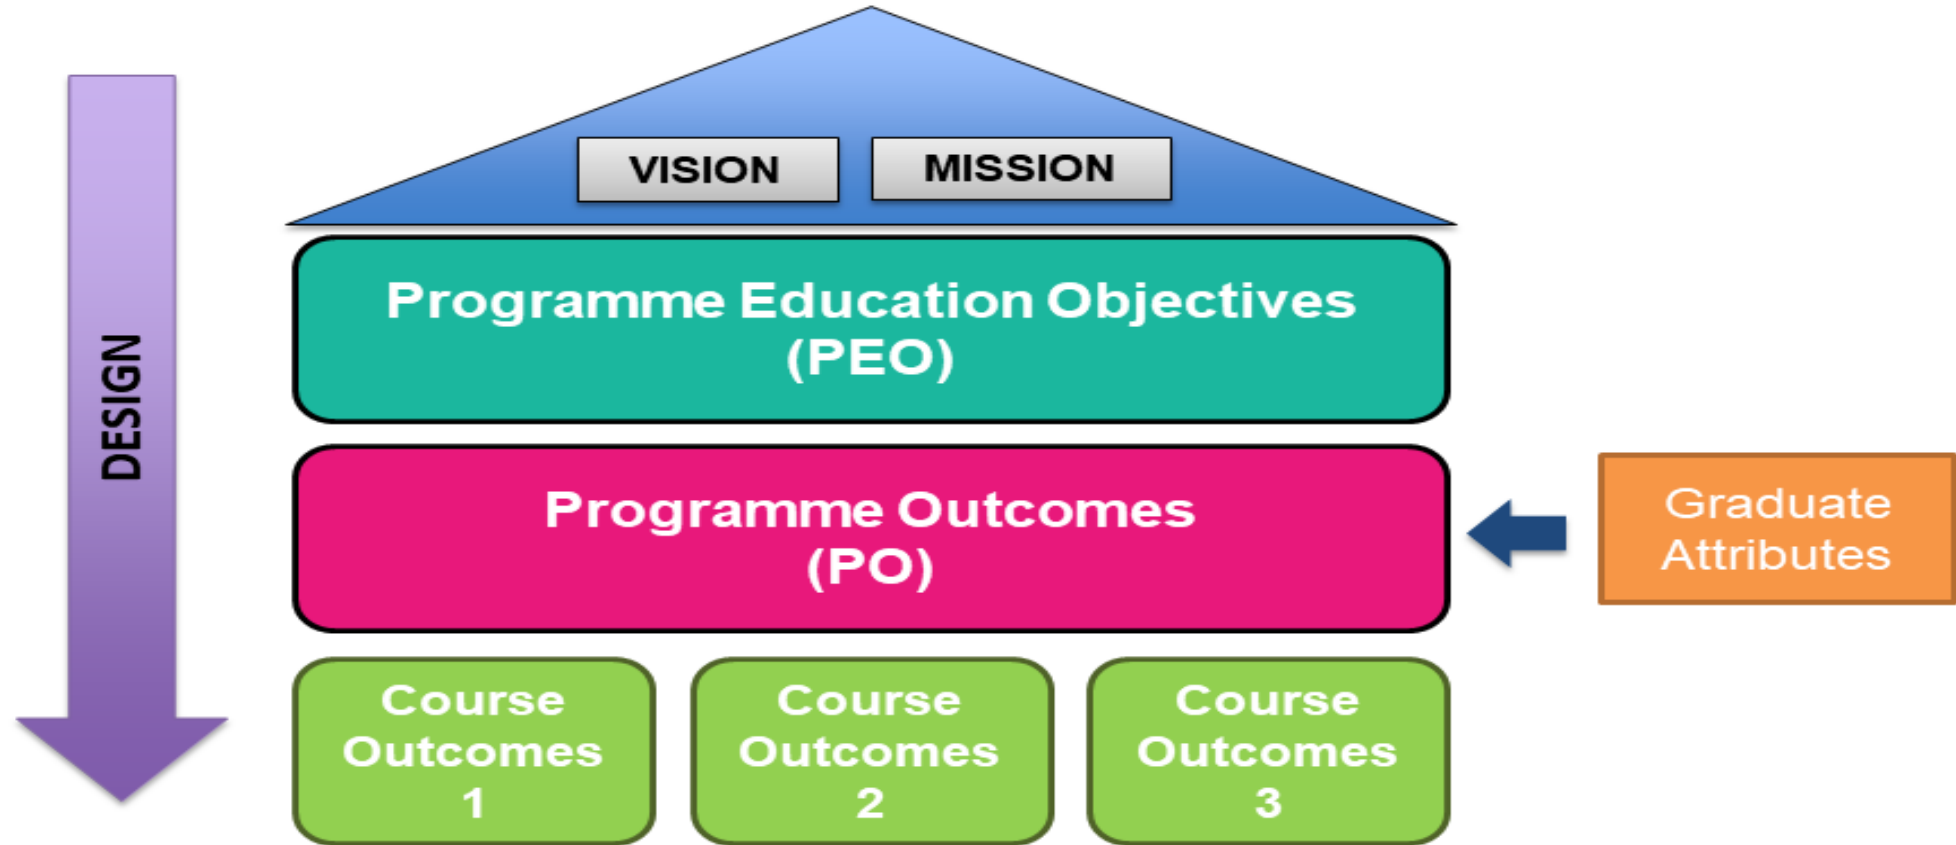 DESIGN
VISION
MISSION
Programme Education Objectives
(PEO)
Programme Outcomes
(PO)
Graduate
Attributes
Course
Outcomes
1
Course
Outcomes
2
Course
Outcomes
3